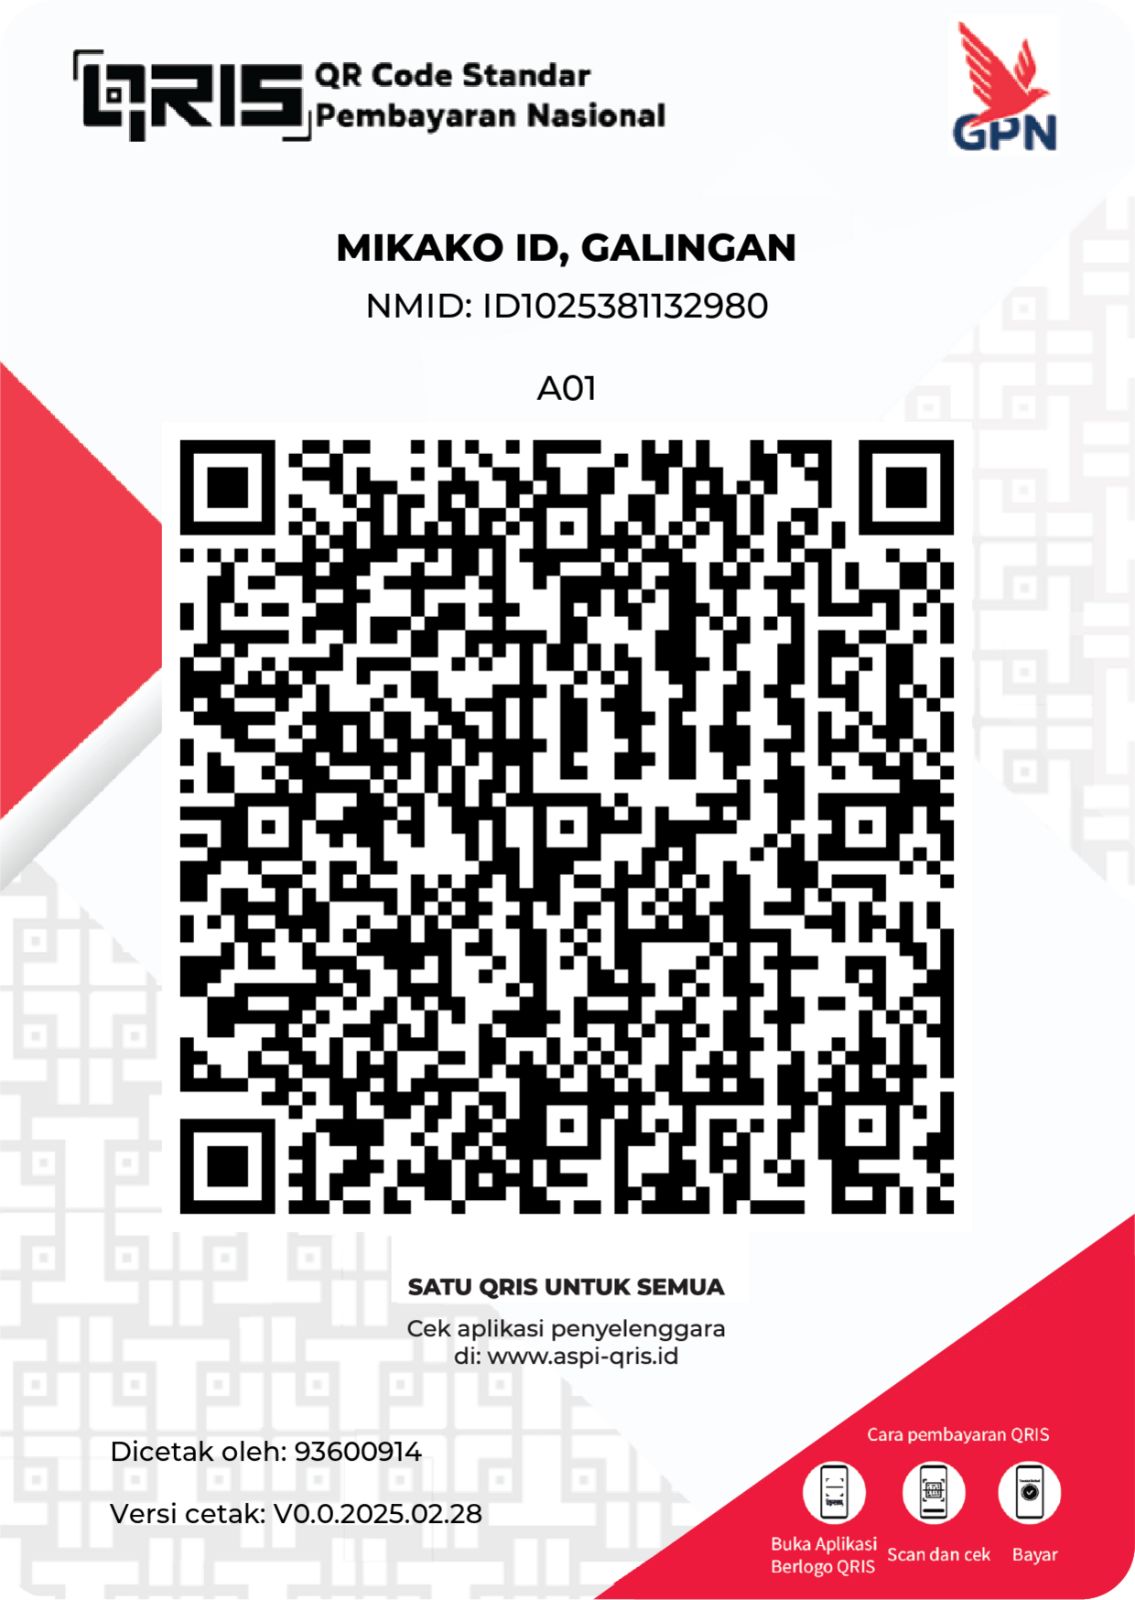 QRIS
QR Code Standar
Pembayaran Nasional
GPN
MIKAKO ID, GALINGAN
NMID: ID1025381132980
A01
SATU QRIS UNTUK SEMUA
Cek aplikasi penyelenggara
di: www.aspi-qris.id
Dicetak oleh: 93600914
Versi cetak: V0.0.2025.02.28
Cara pembayaran QRIS
Buka Aplikasi
Berlogo QRIS
Scan dan cek
Bayar